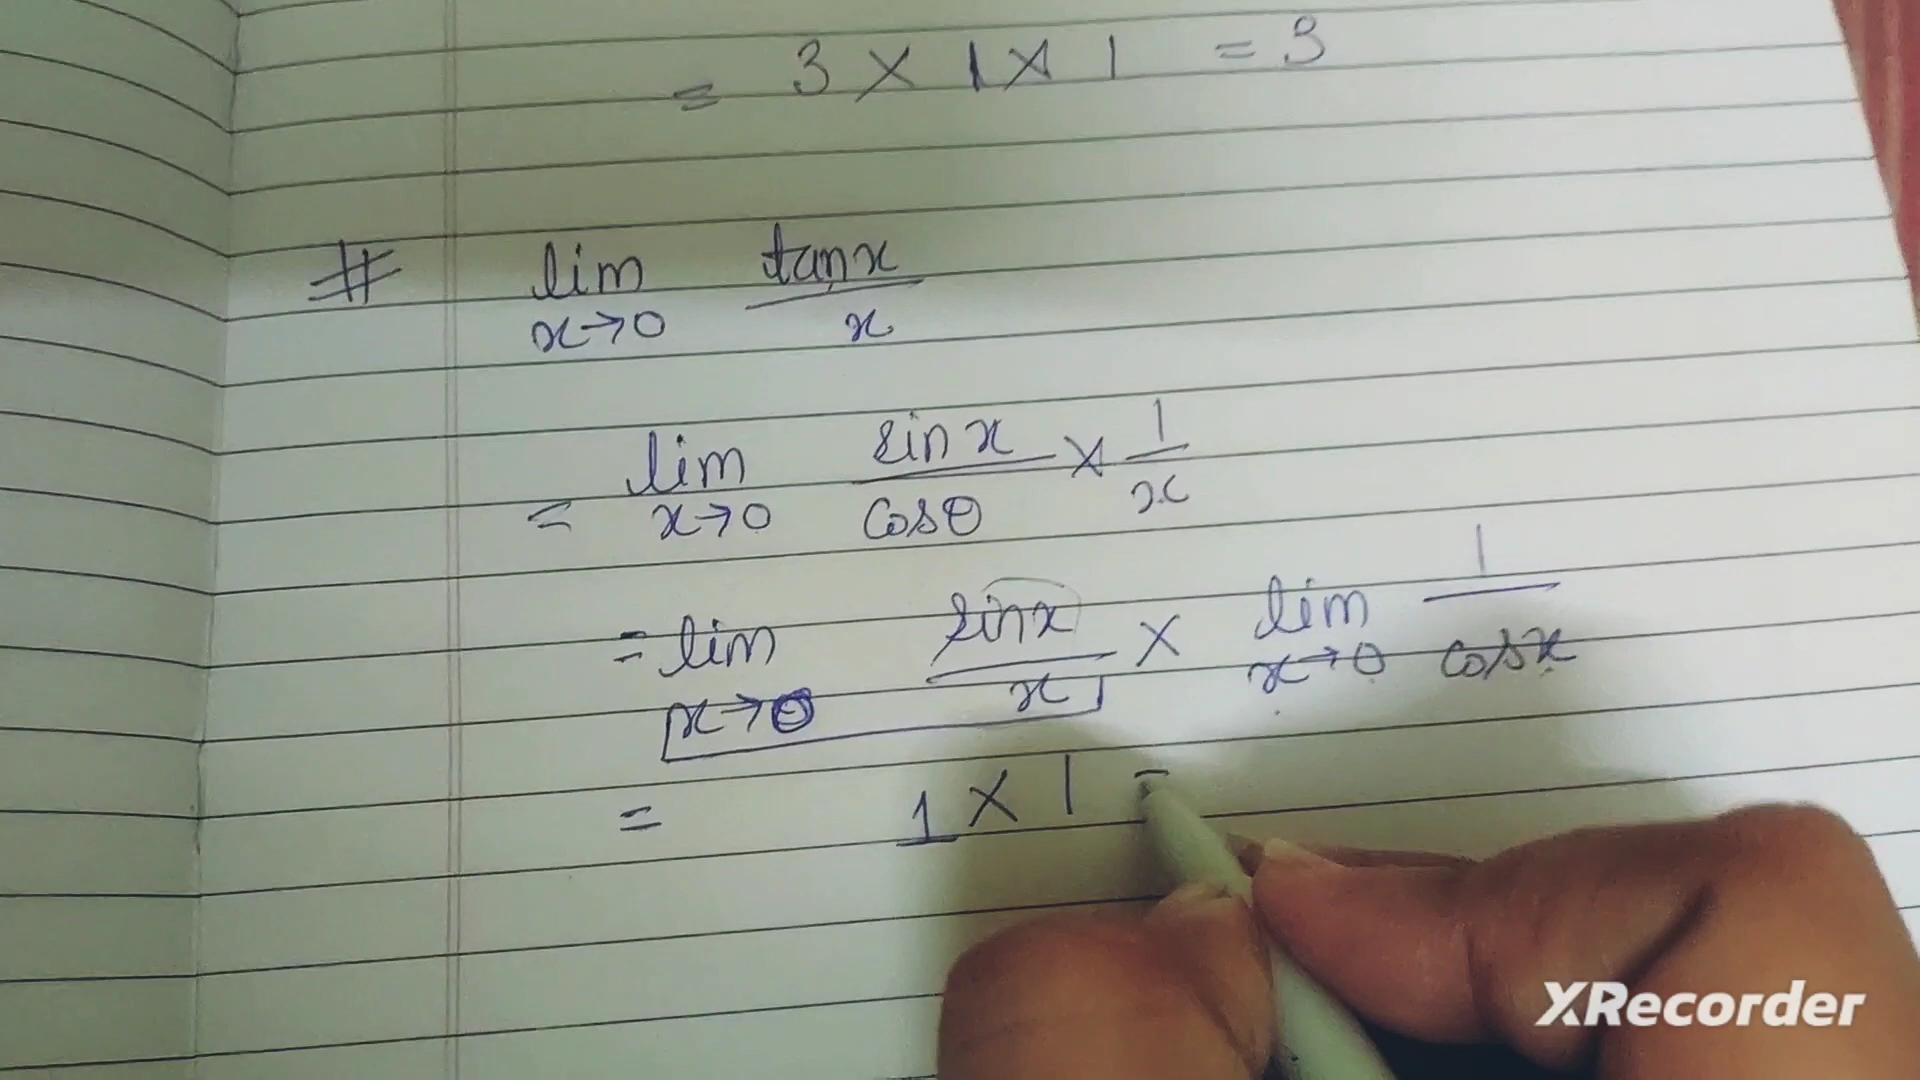 = 3 × 1 × 1 = 3
# lim x→0 tanx / x
= lim x→0 sin x / cosθ × 1 / x
= lim x→0 sinx / x × lim x→0 1 / cosx
= 1 × 1 =
XRecorder